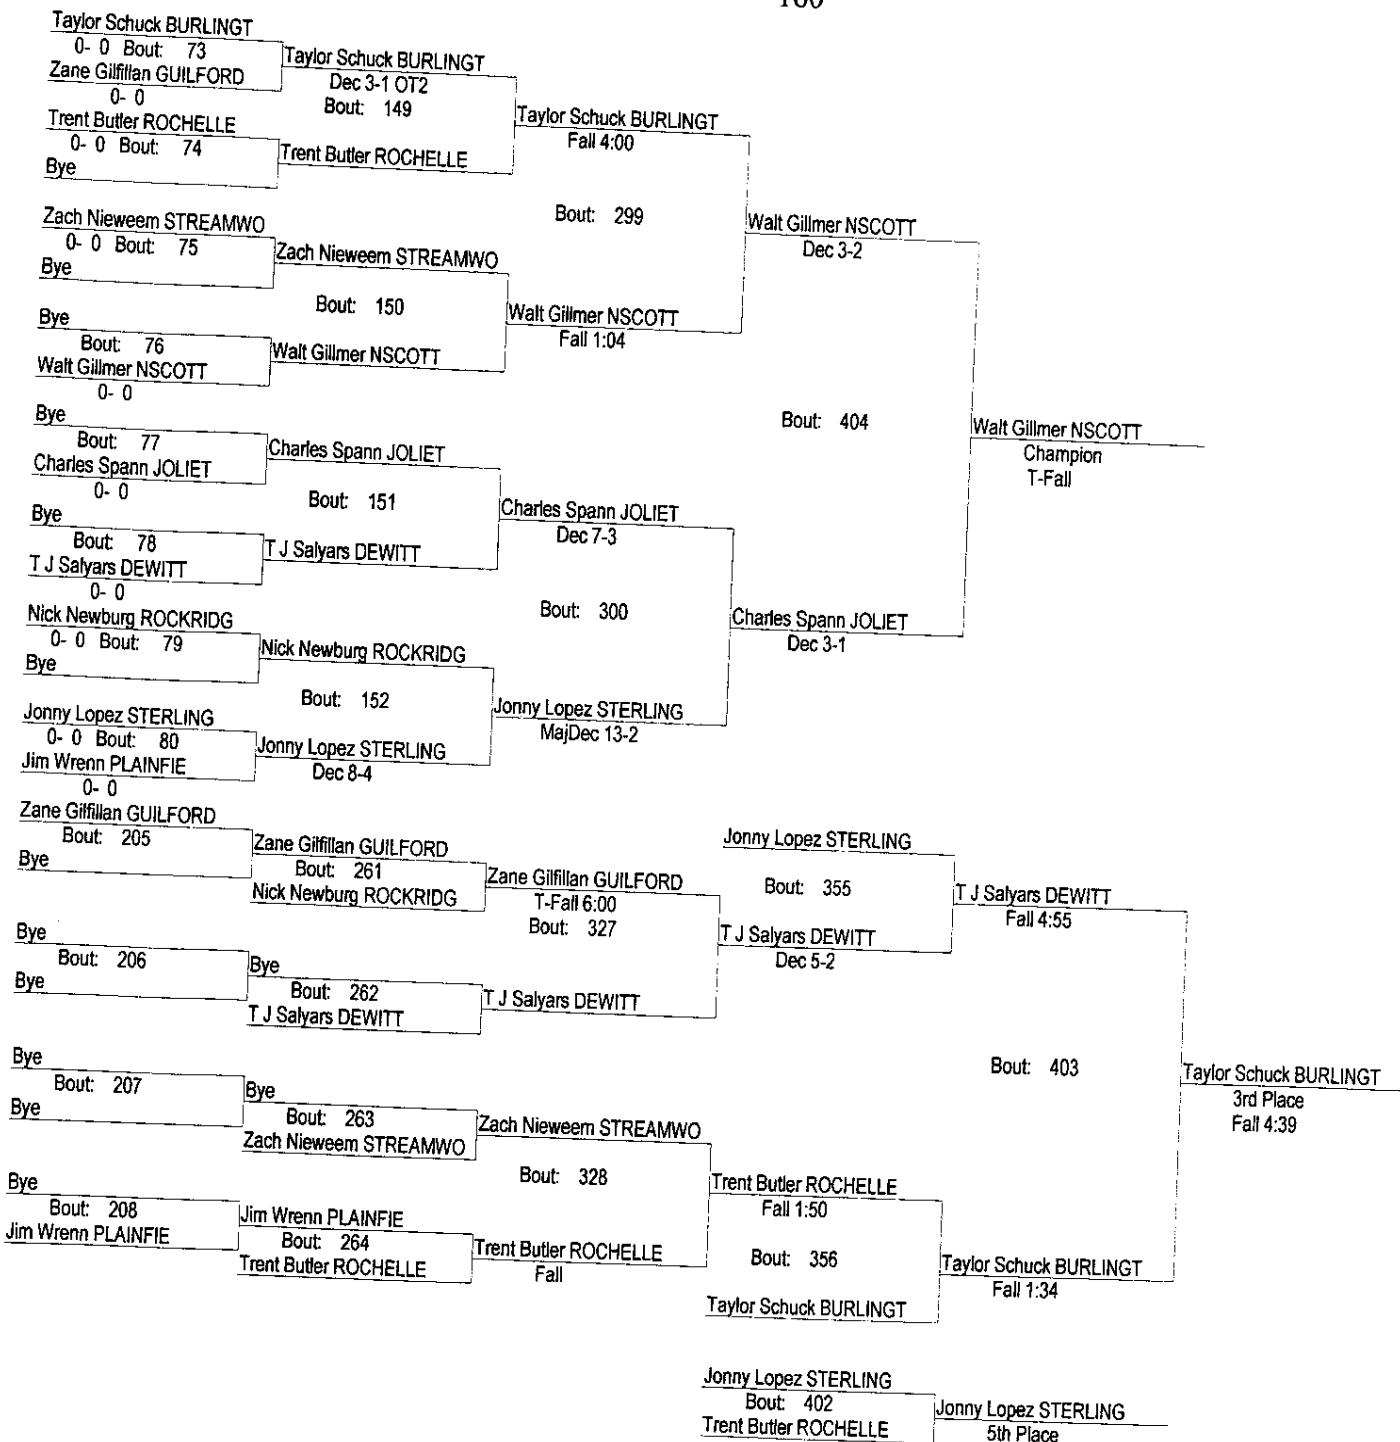 160
Taylor Schuck BURLINGT
0- 0 Bout: 73
Zane Gilfillan GUILFORD
0- 0
Taylor Schuck BURLINGT
Dec 3-1 OT2
Bout: 149
Trent Butler ROCHELLE
0- 0 Bout: 74
Bye
Trent Butler ROCHELLE
Taylor Schuck BURLINGT
Fall 4:00
Bout: 299
Zach Nieweem STREAMWO
0- 0 Bout: 75
Bye
Zach Nieweem STREAMWO
Bout: 150
Bye
Bout: 76
Walt Gillmer NSCOTT
0- 0
Walt Gillmer NSCOTT
Walt Gillmer NSCOTT
Fall 1:04
Walt Gillmer NSCOTT
Dec 3-2
Bout: 404
Walt Gillmer NSCOTT
Champion
T-Fall
Bye
Bout: 77
Charles Spann JOLIET
0- 0
Charles Spann JOLIET
Bout: 151
Bye
Bout: 78
T J Salyars DEWITT
0- 0
T J Salyars DEWITT
Charles Spann JOLIET
Dec 7-3
Bout: 300
Charles Spann JOLIET
Dec 3-1
Nick Newburg ROCKRIDG
0- 0 Bout: 79
Bye
Nick Newburg ROCKRIDG
Bout: 152
Jonny Lopez STERLING
0- 0 Bout: 80
Jim Wrenn PLAINFIE
0- 0
Jonny Lopez STERLING
Dec 8-4
Jonny Lopez STERLING
MajDec 13-2
Zane Gilfillan GUILFORD
Bout: 205
Bye
Zane Gilfillan GUILFORD
Bout: 261
Nick Newburg ROCKRIDG
Zane Gilfillan GUILFORD
T-Fall 6:00
Bout: 327
Bye
Bout: 206
Bye
Bye
Bout: 262
T J Salyars DEWITT
T J Salyars DEWITT
Jonny Lopez STERLING
Bout: 355
T J Salyars DEWITT
Dec 5-2
T J Salyars DEWITT
Fall 4:55
Bout: 403
Taylor Schuck BURLINGT
3rd Place
Fall 4:39
Bye
Bout: 207
Bye
Bye
Bout: 263
Zach Nieweem STREAMWO
Zach Nieweem STREAMWO
Bout: 328
Bye
Bout: 208
Jim Wrenn PLAINFIE
Jim Wrenn PLAINFIE
Bout: 264
Trent Butler ROCHELLE
Trent Butler ROCHELLE
Fall
Trent Butler ROCHELLE
Fall 1:50
Bout: 356
Taylor Schuck BURLINGT
Taylor Schuck BURLINGT
Fall 1:34
Jonny Lopez STERLING
Bout: 402
Trent Butler ROCHELLE
Jonny Lopez STERLING
5th Place